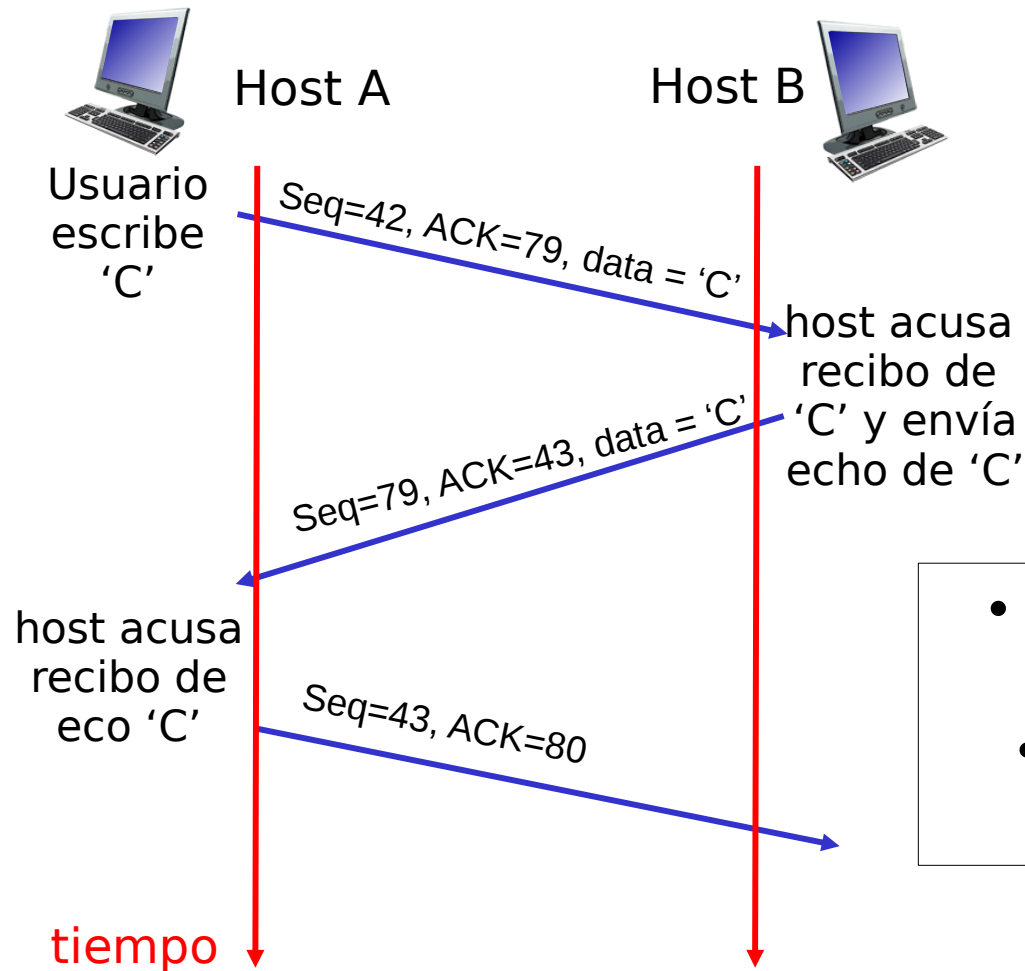 Host A
Host B
Usuario
escribe
‘C’
Seq=42, ACK=79, data = ‘C’
host acusa
recibo de
‘C’ y envía
echo de ‘C’
Seq=79, ACK=43, data = ‘C’
host acusa
recibo de
eco ‘C’
Seq=43, ACK=80
tiempo